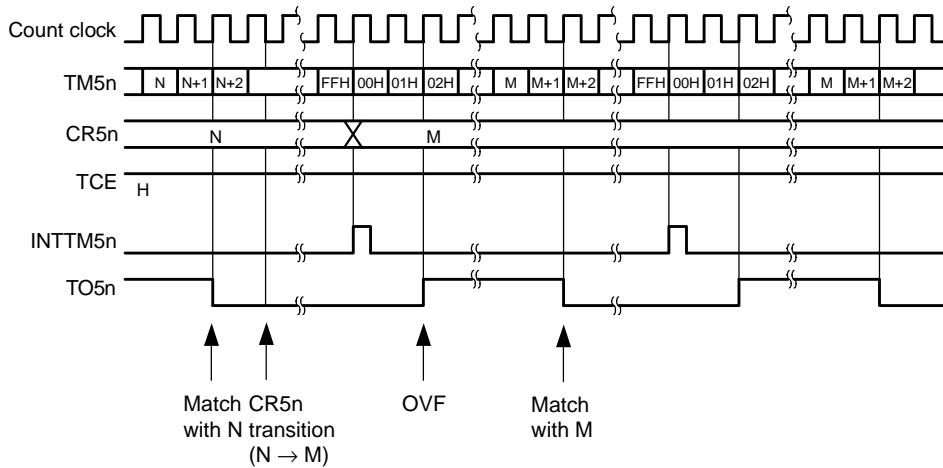 Count clock
TM5n N N+1 N+2 FFH 00H 01H 02H M M+1 M+2 FFH 00H 01H 02H M M+1 M+2
CR5n N M
TCE
H
INTTM5n
TO5n
Match CR5n OVF Match
with N transition with M
(N → M)